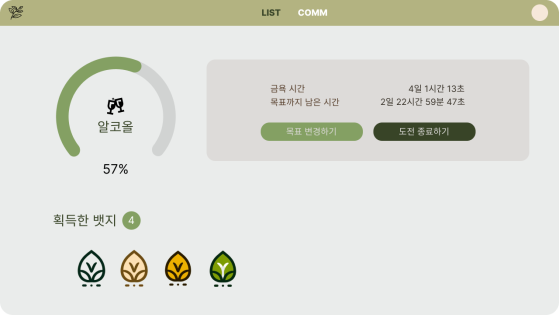 LIST COMM
알코올
57%
금욕 시간 4일 1시간 13초
목표까지 남은 시간 2일 22시간 59분 47초
목표 변경하기 도전 종료하기
획득한 뱃지 4